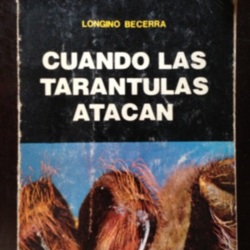 LONGINO BECERRA
CUANDO LAS
TARANTULAS
ATACAN